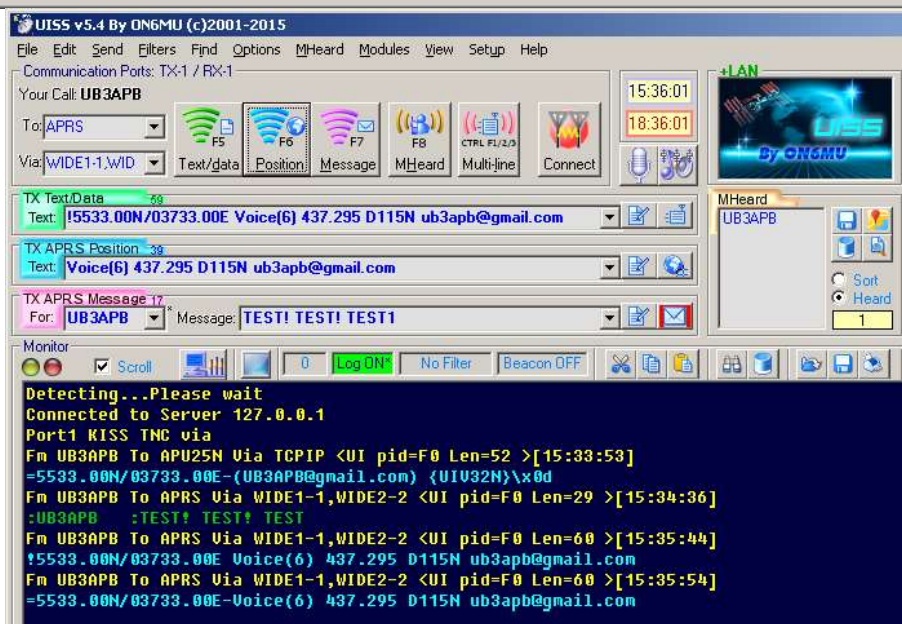 UISS v5.4 By ON6MU (c)2001-2015
File Edit Send Filters Find Options MHeard Modules View Setup Help
Communication Ports: TX-1 / RX-1
Your Call: UB3APB
To: APRS
Via: WIDE1-1,WID
F5
Text/data
F6
Position
F7
Message
F8
MHeard
CTRL F1/2/3
Multi-line
Connect
15:36:01
18:36:01
+LAN
UISS
By ON6MU
TX Text/Data 59
Text: !5533.00N/03733.00E Voice(6) 437.295 D115N ub3apb@gmail.com
TX APRS Position 39
Text: Voice(6) 437.295 D115N ub3apb@gmail.com
TX APRS Message 17
For: UB3APB * Message: TEST! TEST! TEST1
MHeard
UB3APB
Sort
Heard
1
Monitor
Scroll 0 Log ON* No Filter Beacon OFF
Detecting...Please wait
Connected to Server 127.0.0.1
Port1 KISS TNC via
Fm UB3APB To APU25N Via TCPIP <UI pid=F0 Len=52 >[15:33:53]
=5533.00N/03733.00E-(UB3APB@gmail.com) {UIV32N}\x0d
Fm UB3APB To APRS Via WIDE1-1,WIDE2-2 <UI pid=F0 Len=29 >[15:34:36]
:UB3APB   :TEST! TEST! TEST
Fm UB3APB To APRS Via WIDE1-1,WIDE2-2 <UI pid=F0 Len=60 >[15:35:44]
!5533.00N/03733.00E Voice(6) 437.295 D115N ub3apb@gmail.com
Fm UB3APB To APRS Via WIDE1-1,WIDE2-2 <UI pid=F0 Len=60 >[15:35:54]
=5533.00N/03733.00E-Voice(6) 437.295 D115N ub3apb@gmail.com